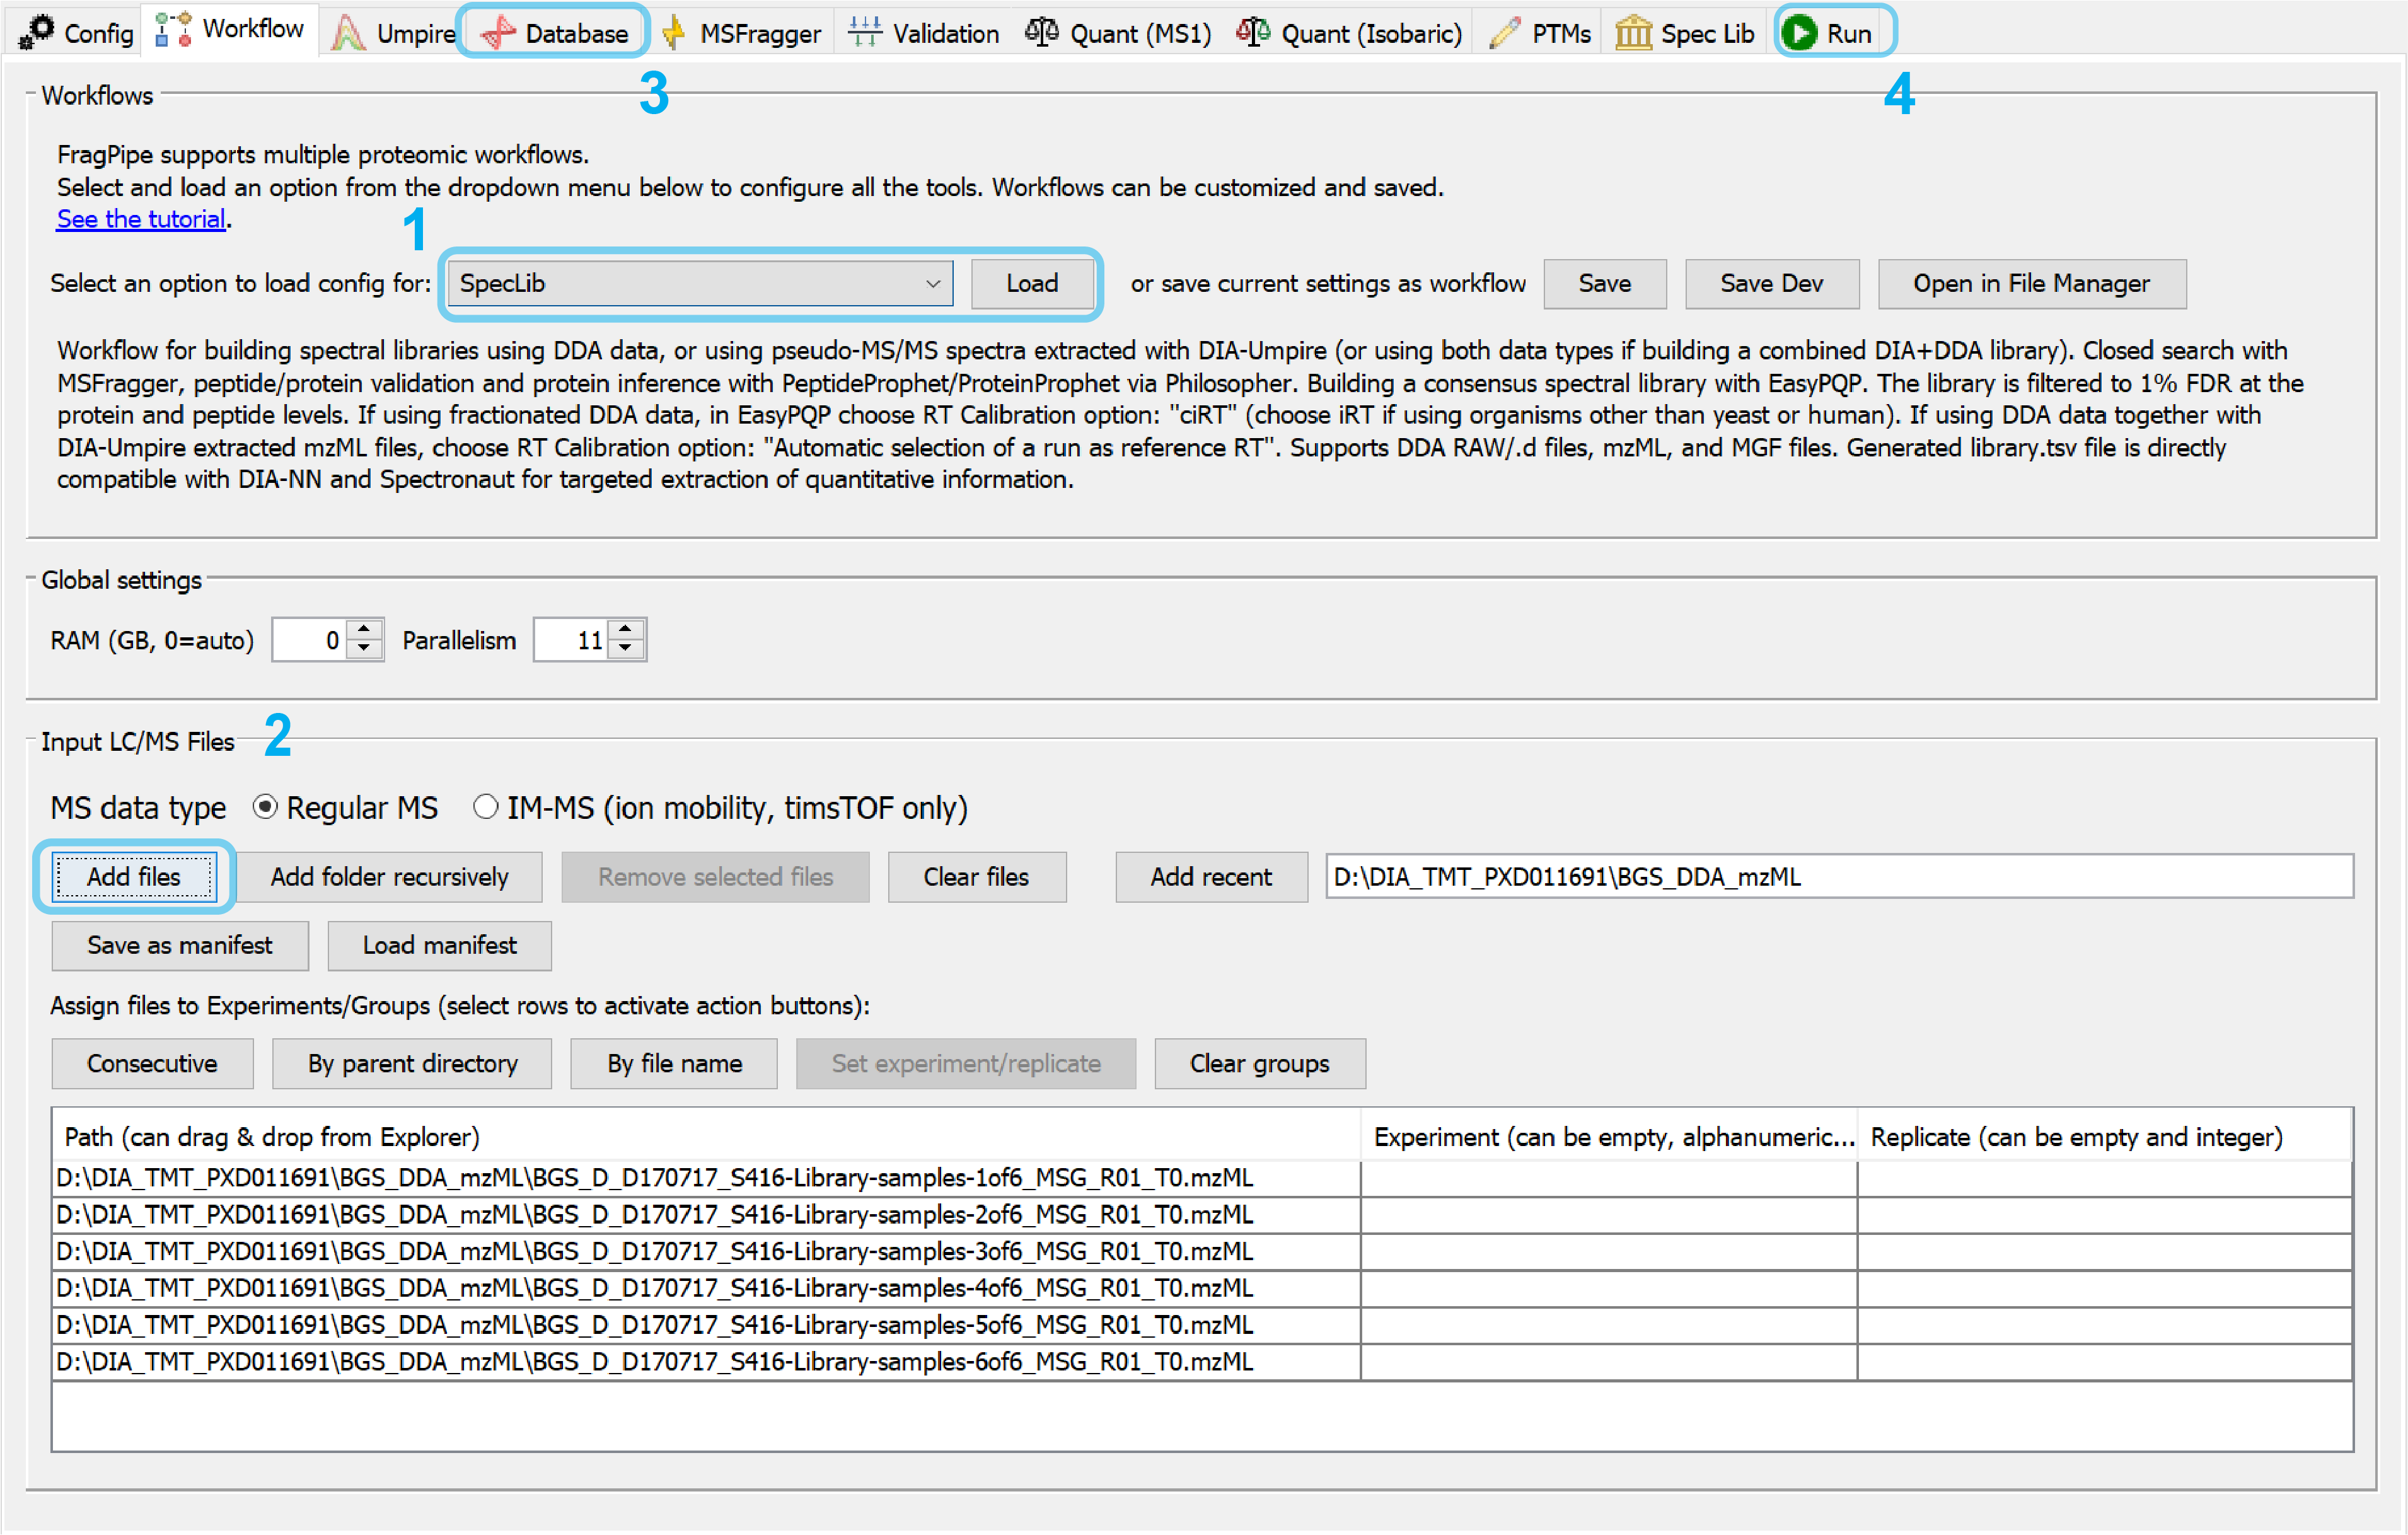 Config Workflow Umpire Database MSFragger Validation Quant (MS1) Quant (Isobaric) PTMs Spec Lib Run
3 4
Workflows
FragPipe supports multiple proteomic workflows.
Select and load an option from the dropdown menu below to configure all the tools. Workflows can be customized and saved.
See the tutorial.
1
Select an option to load config for: SpecLib Load or save current settings as workflow Save Save Dev Open in File Manager
Workflow for building spectral libraries using DDA data, or using pseudo-MS/MS spectra extracted with DIA-Umpire (or using both data types if building a combined DIA+DDA library). Closed search with
MSFragger, peptide/protein validation and protein inference with PeptideProphet/ProteinProphet via Philosopher. Building a consensus spectral library with EasyPQP. The library is filtered to 1% FDR at the
protein and peptide levels. If using fractionated DDA data, in EasyPQP choose RT Calibration option: "ciRT" (choose iRT if using organisms other than yeast or human). If using DDA data together with
DIA-Umpire extracted mzML files, choose RT Calibration option: "Automatic selection of a run as reference RT". Supports DDA RAW/.d files, mzML, and MGF files. Generated library.tsv file is directly
compatible with DIA-NN and Spectronaut for targeted extraction of quantitative information.
Global settings
RAM (GB, 0=auto) 0 Parallelism 11
Input LC/MS Files 2
MS data type Regular MS IM-MS (ion mobility, timsTOF only)
Add files Add folder recursively Remove selected files Clear files Add recent D:\DIA_TMT_PXD011691\BGS_DDA_mzML
Save as manifest Load manifest
Assign files to Experiments/Groups (select rows to activate action buttons):
Consecutive By parent directory By file name Set experiment/replicate Clear groups
Path (can drag & drop from Explorer) Experiment (can be empty, alphanumeric... Replicate (can be empty and integer)
D:\DIA_TMT_PXD011691\BGS_DDA_mzML\BGS_D_D170717_S416-Library-samples-1of6_MSG_R01_T0.mzML
D:\DIA_TMT_PXD011691\BGS_DDA_mzML\BGS_D_D170717_S416-Library-samples-2of6_MSG_R01_T0.mzML
D:\DIA_TMT_PXD011691\BGS_DDA_mzML\BGS_D_D170717_S416-Library-samples-3of6_MSG_R01_T0.mzML
D:\DIA_TMT_PXD011691\BGS_DDA_mzML\BGS_D_D170717_S416-Library-samples-4of6_MSG_R01_T0.mzML
D:\DIA_TMT_PXD011691\BGS_DDA_mzML\BGS_D_D170717_S416-Library-samples-5of6_MSG_R01_T0.mzML
D:\DIA_TMT_PXD011691\BGS_DDA_mzML\BGS_D_D170717_S416-Library-samples-6of6_MSG_R01_T0.mzML